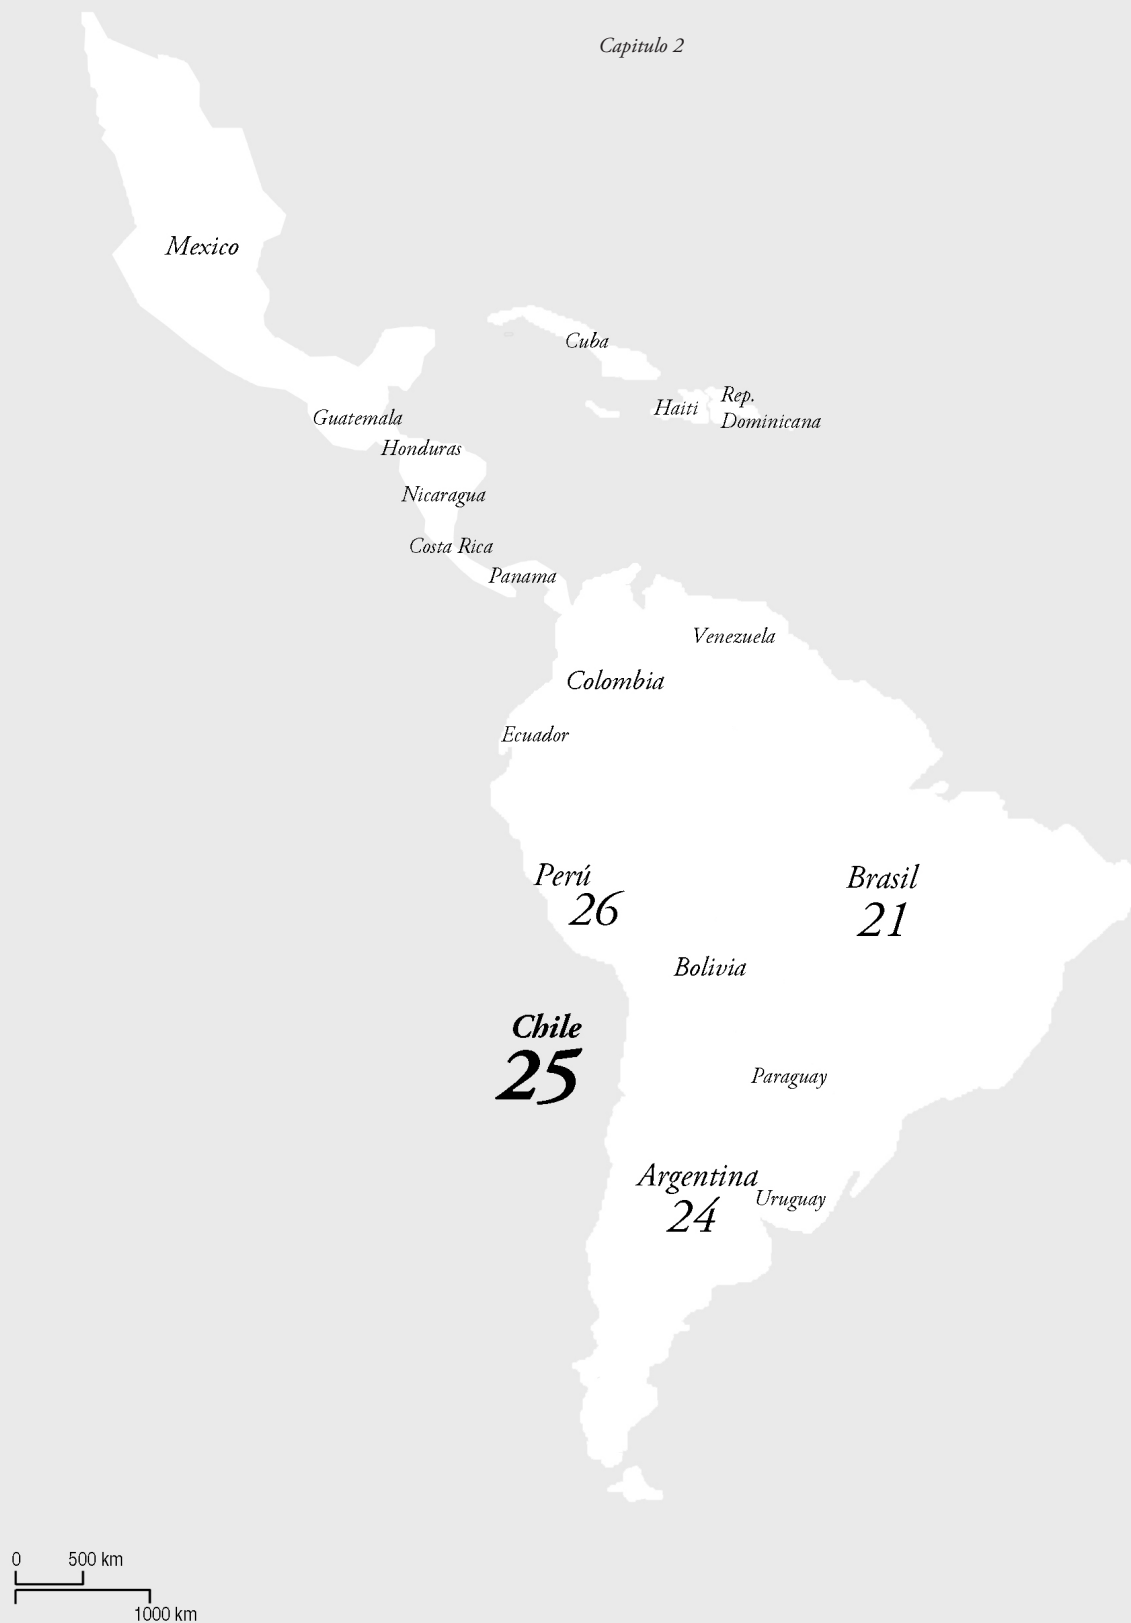 Capitulo 2
Mexico
Cuba
Haiti
Rep.
Dominicana
Guatemala
Honduras
Nicaragua
Costa Rica
Panama
Venezuela
Colombia
Ecuador
Perú
26
Brasil
21
Bolivia
Chile
25
Paraguay
Argentina
24
Uruguay
0 500 km
1000 km